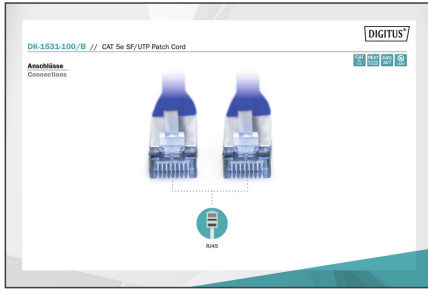 DIGITUS®
DK-1531-100/B // CAT 5e SF/UTP Patch Cord
Anschlüsse
Connections
RJ45